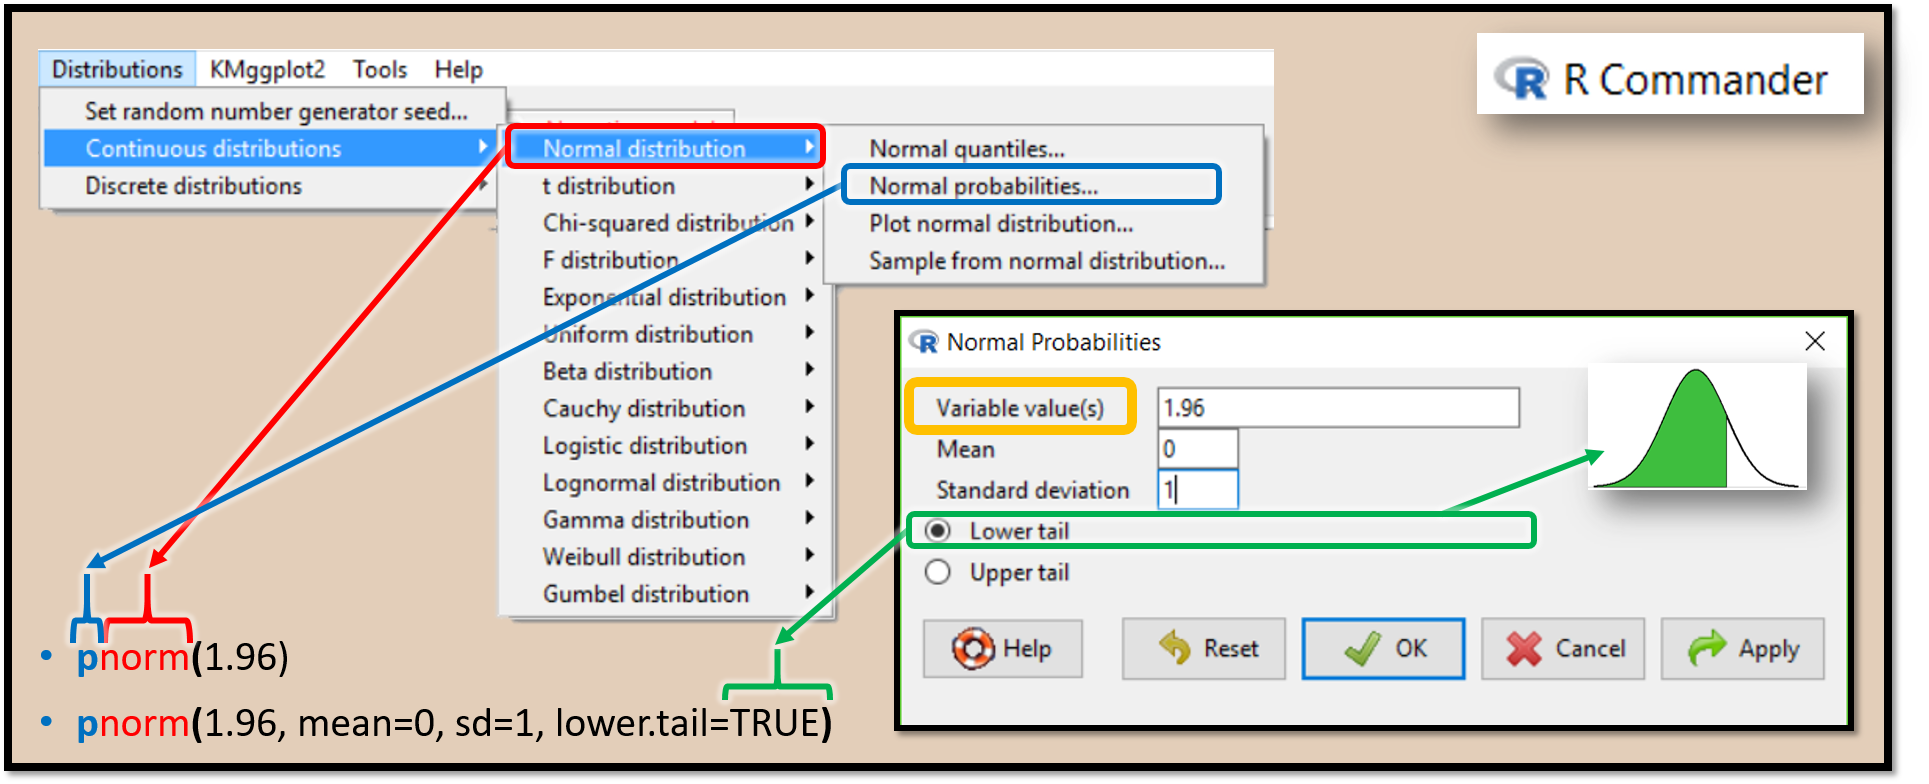 R Commander
Distributions KMggplot2 Tools Help
Set random number generator seed...
Continuous distributions
Discrete distributions
Normal distribution
t distribution
Chi-squared distribution
F distribution
Exponential distribution
Uniform distribution
Beta distribution
Cauchy distribution
Logistic distribution
Lognormal distribution
Gamma distribution
Weibull distribution
Gumbel distribution
Normal quantiles...
Normal probabilities...
Plot normal distribution...
Sample from normal distribution...
R Normal Probabilities
Variable value(s) 1.96
Mean 0
Standard deviation 1
Lower tail
Upper tail
Help Reset OK Cancel Apply
• pnorm(1.96)
• pnorm(1.96, mean=0, sd=1, lower.tail=TRUE)